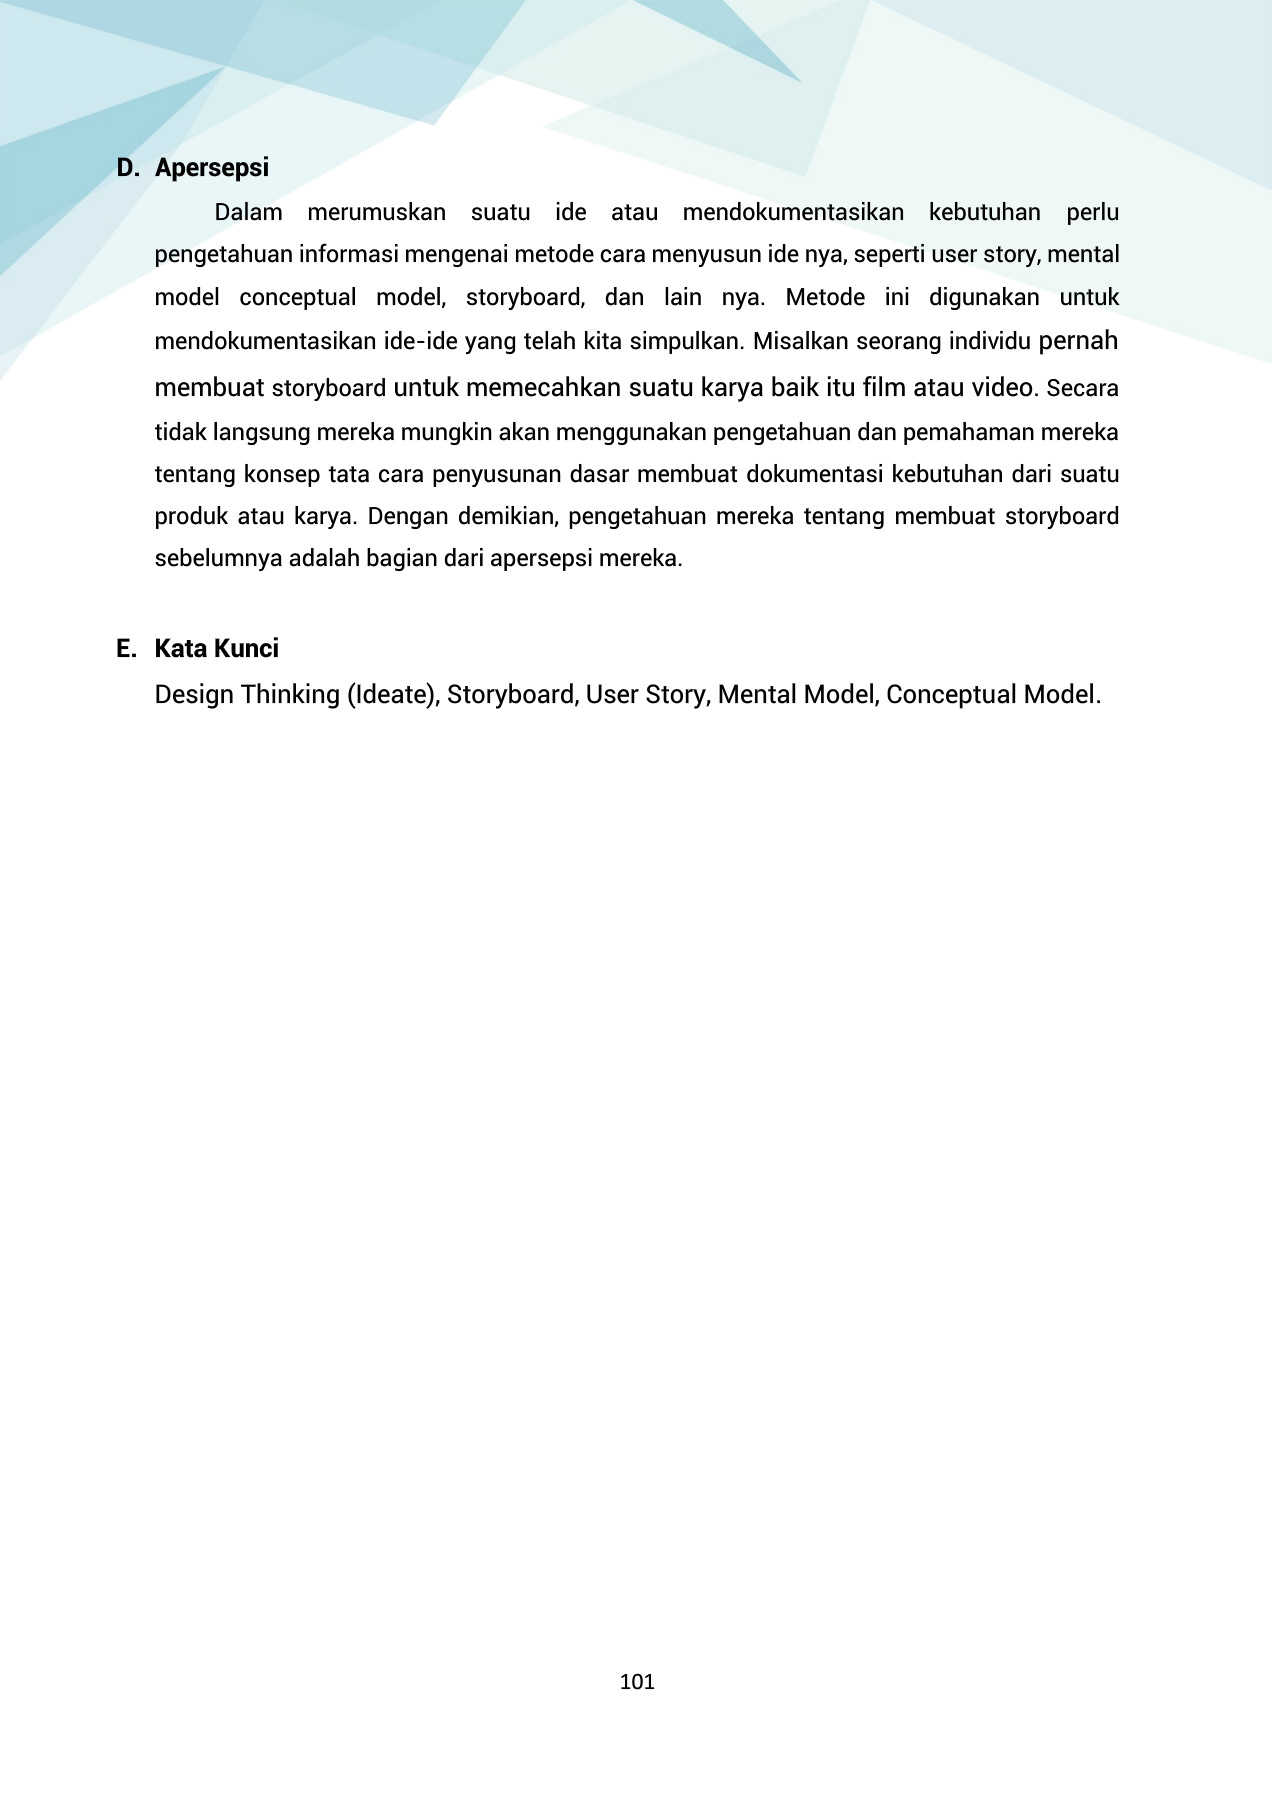 D. Apersepsi
Dalam merumuskan suatu ide atau mendokumentasikan kebutuhan perlu
pengetahuan informasi mengenai metode cara menyusun ide nya, seperti user story, mental
model conceptual model, storyboard, dan lain nya. Metode ini digunakan untuk
mendokumentasikan ide-ide yang telah kita simpulkan. Misalkan seorang individu pernah
membuat storyboard untuk memecahkan suatu karya baik itu film atau video. Secara
tidak langsung mereka mungkin akan menggunakan pengetahuan dan pemahaman mereka
tentang konsep tata cara penyusunan dasar membuat dokumentasi kebutuhan dari suatu
produk atau karya. Dengan demikian, pengetahuan mereka tentang membuat storyboard
sebelumnya adalah bagian dari apersepsi mereka.
E. Kata Kunci
Design Thinking (Ideate), Storyboard, User Story, Mental Model, Conceptual Model.
101